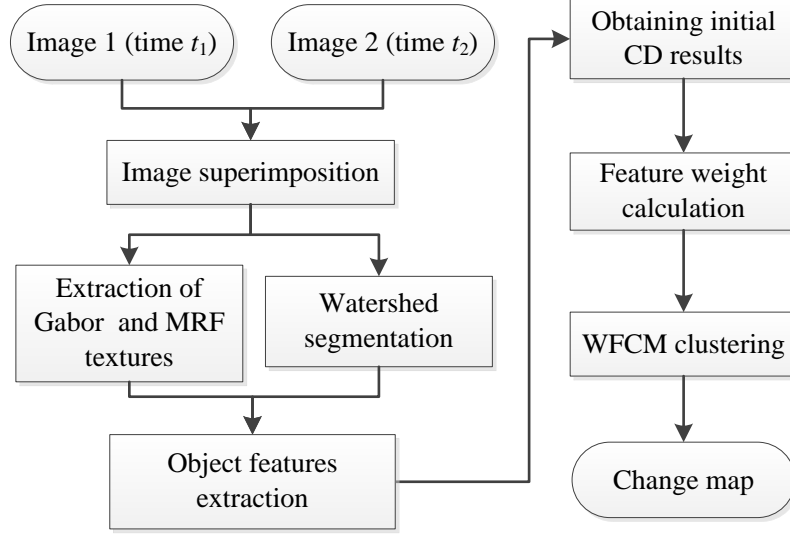 Image 1 (time t1)
Image 2 (time t2)
Image superimposition
Extraction of
Gabor and MRF
textures
Watershed
segmentation
Object features
extraction
Obtaining initial
CD results
Feature weight
calculation
WFCM clustering
Change map